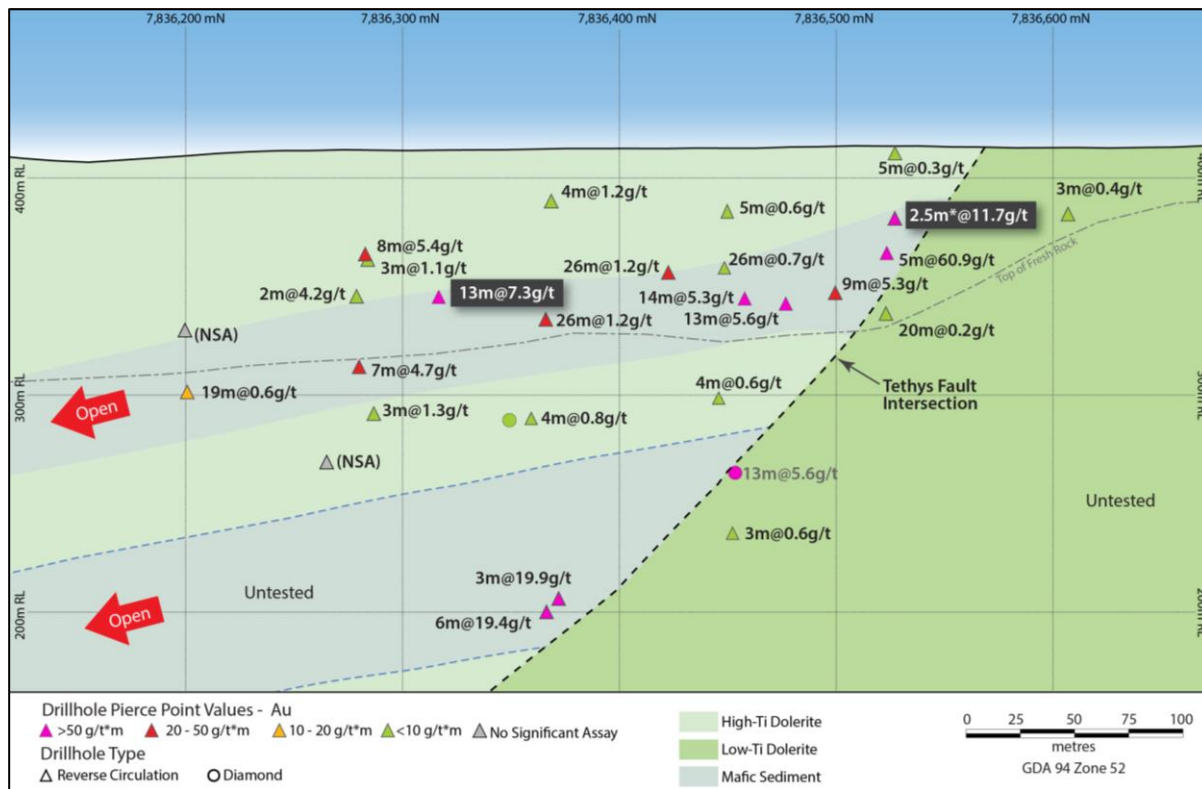 7,836,200 mN
7,836,300 mN
7,836,400 mN
7,836,500 mN
7,836,600 mN
400m RL
400m RL
5m@0.3g/t
4m@1.2g/t
5m@0.6g/t
3m@0.4g/t
2.5m*@11.7g/t
8m@5.4g/t
3m@1.1g/t
26m@1.2g/t
26m@0.7g/t
5m@60.9g/t
Top of Fresh Rock
2m@4.2g/t
13m@7.3g/t
14m@5.3g/t
9m@5.3g/t
13m@5.6g/t
26m@1.2g/t
20m@0.2g/t
(NSA)
7m@4.7g/t
4m@0.6g/t
Tethys Fault
Intersection
300m RL
300m RL
19m@0.6g/t
Open
3m@1.3g/t
4m@0.8g/t
(NSA)
13m@5.6g/t
Untested
3m@0.6g/t
Untested
3m@19.9g/t
6m@19.4g/t
Open
200m RL
200m RL
Drillhole Pierce Point Values - Au
>50 g/t*m
20 - 50 g/t*m
10 - 20 g/t*m
<10 g/t*m
No Significant Assay
Drillhole Type
Reverse Circulation
Diamond
High-Ti Dolerite
Low-Ti Dolerite
Mafic Sediment
0 25 50 75 100
metres
GDA 94 Zone 52